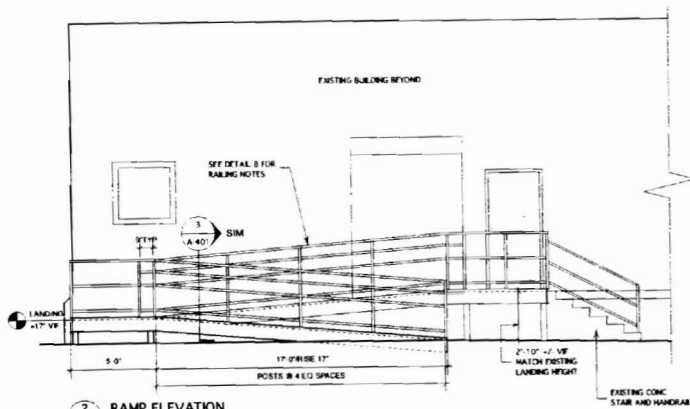 EXISTING BUILDING BEYOND
SEE DETAIL 8 FOR
RAILING NOTES
3
A-401
SIM
9" TYP
LANDING
+17" VIF
5'-0"
17'-0"/RISE 17"
POSTS @ 4 EQ SPACES
2'-10" +/- VIF
MATCH EXISTING
LANDING HEIGHT
EXISTING CONC
STAIR AND HANDRAIL
2
RAMP ELEVATION